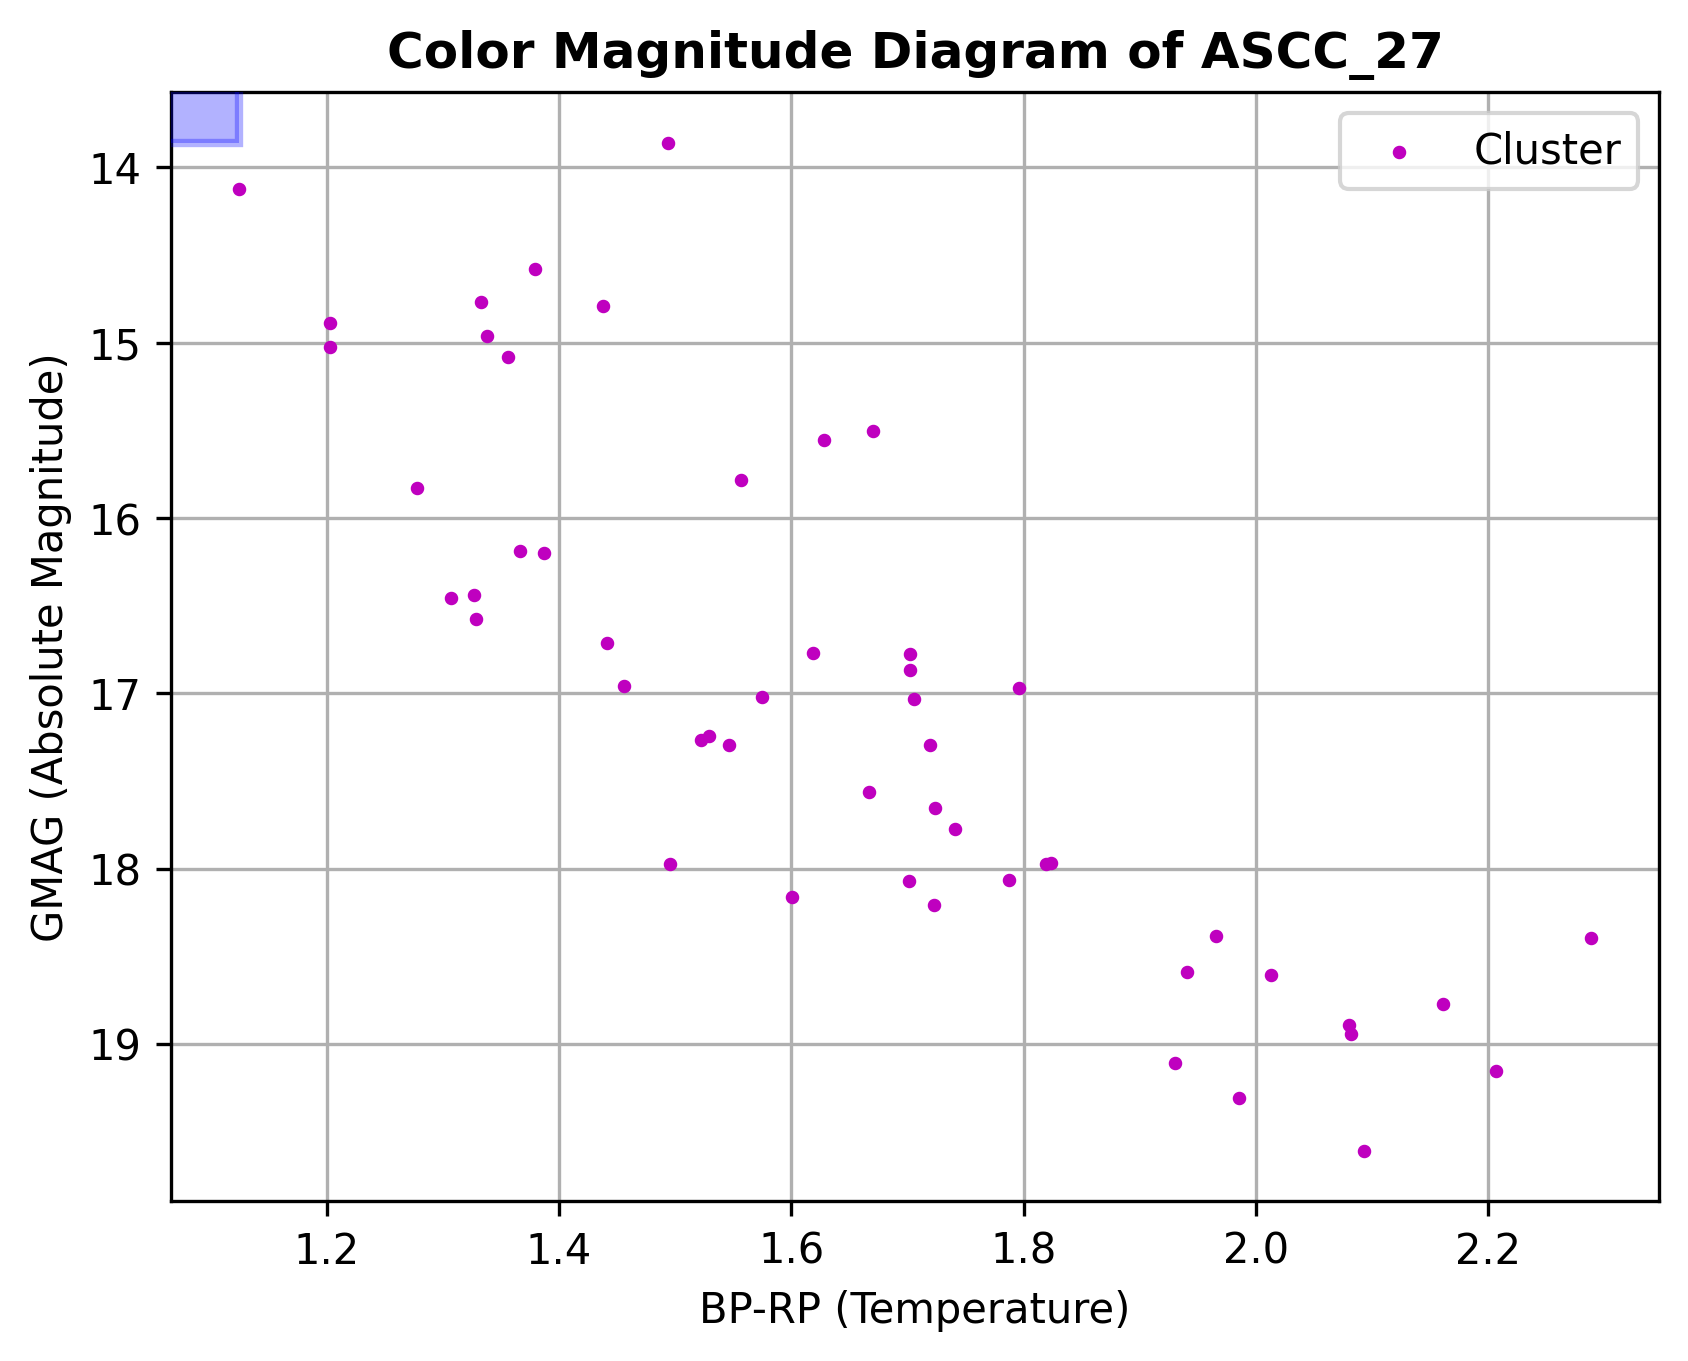 Color Magnitude Diagram of ASCC_27
Cluster
14
15
16
17
18
19
GMAG (Absolute Magnitude)
1.2 1.4 1.6 1.8 2.0 2.2
BP-RP (Temperature)